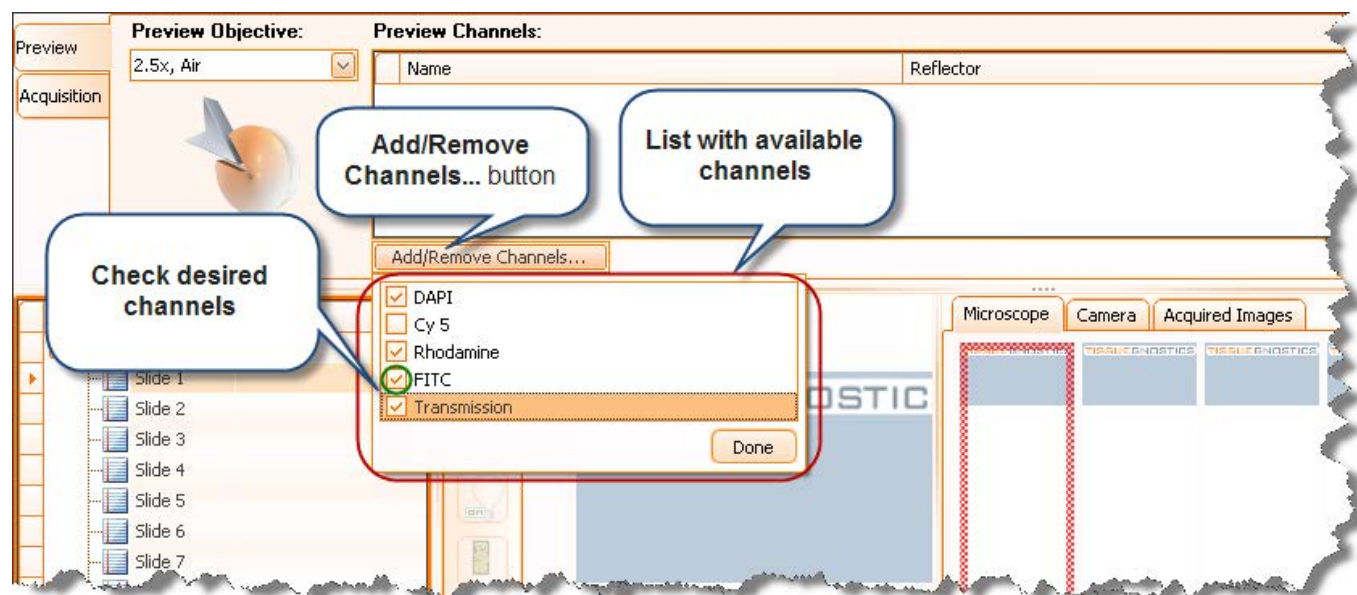 Preview
Acquisition
Preview Objective:
2.5x, Air
Preview Channels:
Name
Reflector
Add/Remove
Channels... button
List with available
channels
Check desired
channels
Add/Remove Channels...
DAPI
Cy 5
Rhodamine
FITC
Transmission
Done
Slide 1
Slide 2
Slide 3
Slide 4
Slide 5
Slide 6
Slide 7
OSTIC
Microscope
Camera
Acquired Images
TISSUEGNOSTICS
TISSUEGNOSTICS
TISSUEGNOSTICS